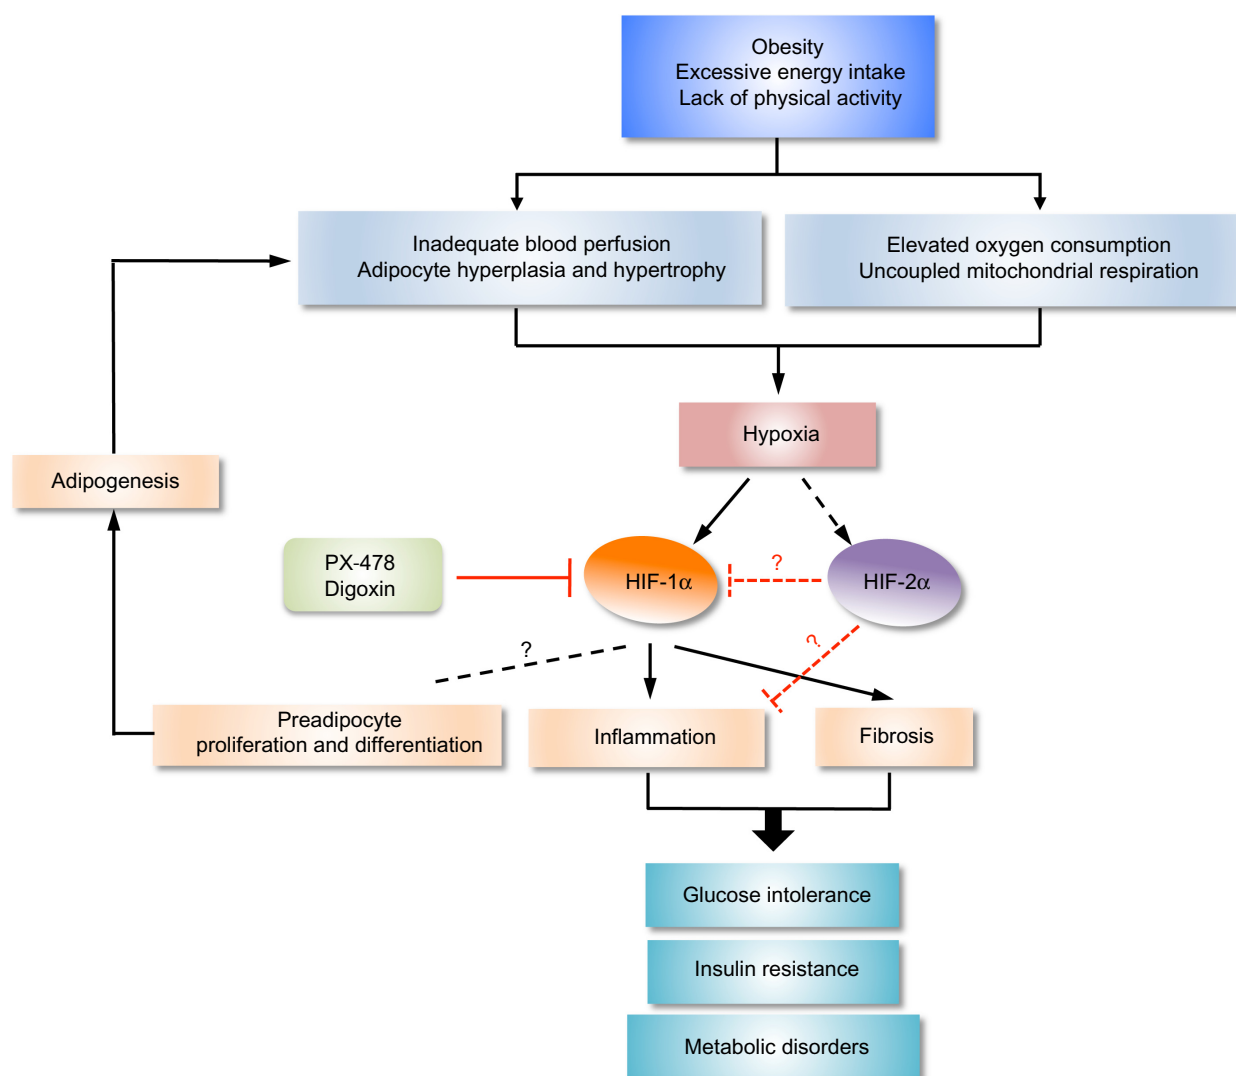 Obesity
Excessive energy intake
Lack of physical activity
Inadequate blood perfusion
Adipocyte hyperplasia and hypertrophy
Elevated oxygen consumption
Uncoupled mitochondrial respiration
Hypoxia
Adipogenesis
PX-478
Digoxin
HIF-1α
?
HIF-2α
?
?
Preadipocyte
proliferation and differentiation
Inflammation
Fibrosis
Glucose intolerance
Insulin resistance
Metabolic disorders